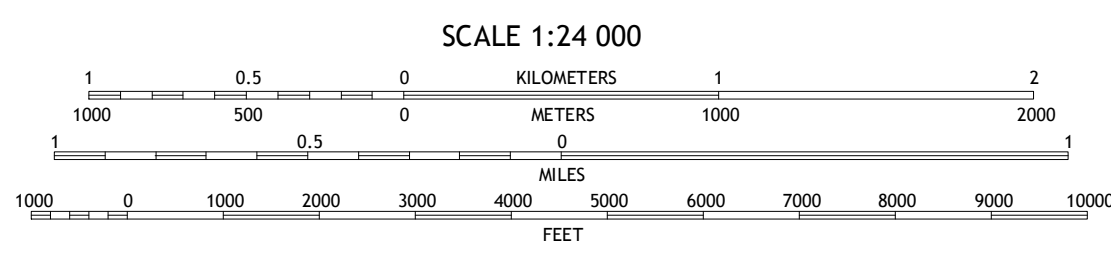 SCALE 1:24 000
1 0.5 0 KILOMETERS 1 2
1000 500 0 METERS 1000 2000
1 0.5 0 1
MILES
1000 0 1000 2000 3000 4000 5000 6000 7000 8000 9000 10000
FEET